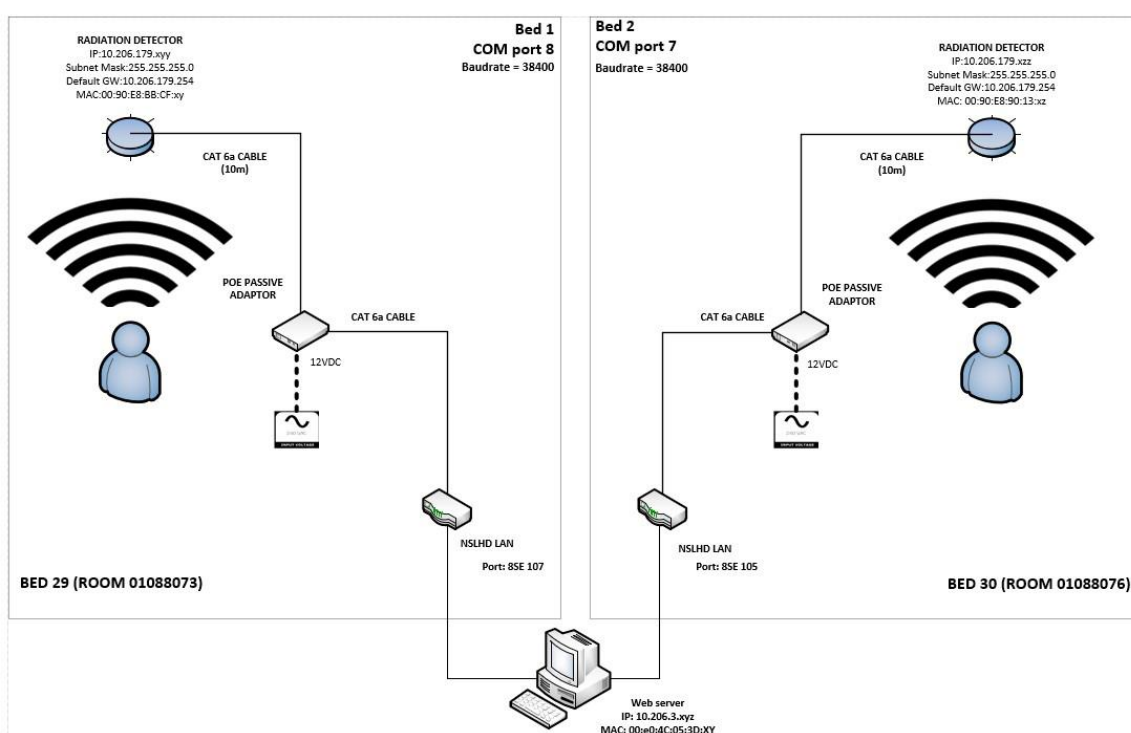 Bed 1
COM port 8
Baudrate = 38400
RADIATION DETECTOR
IP:10.206.179.xyy
Subnet Mask:255.255.255.0
Default GW:10.206.179.254
MAC:00:90:E8:BB:CF:xy
CAT 6a CABLE
(10m)
POE PASSIVE
ADAPTOR
CAT 6a CABLE
12VDC
INPUT VOLTAGE
NSLHD LAN
Port: 8SE 107
BED 29 (ROOM 01088073)
Bed 2
COM port 7
Baudrate = 38400
RADIATION DETECTOR
IP:10.206.179.xzz
Subnet Mask:255.255.255.0
Default GW:10.206.179.254
MAC: 00:90:E8:90:13:xz
CAT 6a CABLE
(10m)
POE PASSIVE
ADAPTOR
CAT 6a CABLE
12VDC
INPUT VOLTAGE
NSLHD LAN
Port: 8SE 105
BED 30 (ROOM 01088076)
Web server
IP: 10.206.3.xyz
MAC: 00:e0:4C:05:3D:XY